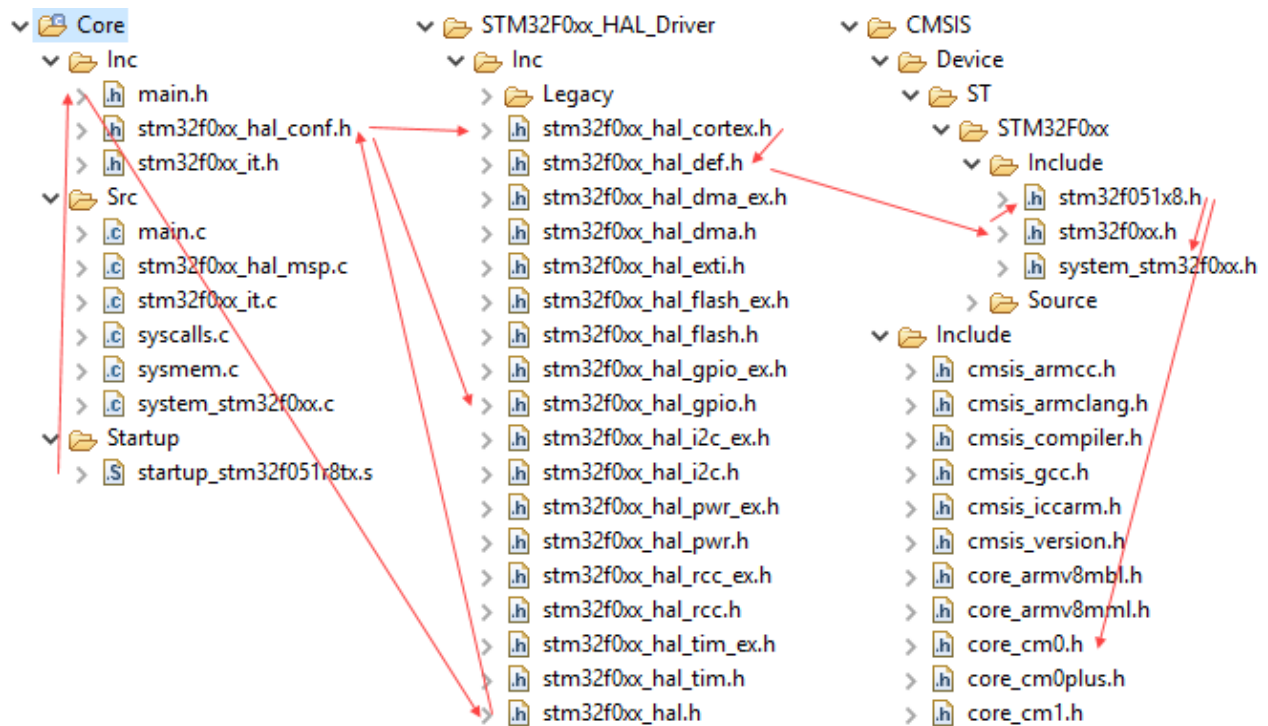 Core
Inc
main.h
stm32f0xx_hal_conf.h
stm32f0xx_it.h
Src
main.c
stm32f0xx_hal_msp.c
stm32f0xx_it.c
syscalls.c
sysmem.c
system_stm32f0xx.c
Startup
startup_stm32f051r8tx.s
STM32F0xx_HAL_Driver
Inc
Legacy
stm32f0xx_hal_cortex.h
stm32f0xx_hal_def.h
stm32f0xx_hal_dma_ex.h
stm32f0xx_hal_dma.h
stm32f0xx_hal_exti.h
stm32f0xx_hal_flash_ex.h
stm32f0xx_hal_flash.h
stm32f0xx_hal_gpio_ex.h
stm32f0xx_hal_gpio.h
stm32f0xx_hal_i2c_ex.h
stm32f0xx_hal_i2c.h
stm32f0xx_hal_pwr_ex.h
stm32f0xx_hal_pwr.h
stm32f0xx_hal_rcc_ex.h
stm32f0xx_hal_rcc.h
stm32f0xx_hal_tim_ex.h
stm32f0xx_hal_tim.h
stm32f0xx_hal.h
CMSIS
Device
ST
STM32F0xx
Include
stm32f051x8.h
stm32f0xx.h
system_stm32f0xx.h
Source
Include
cmsis_armcc.h
cmsis_armclang.h
cmsis_compiler.h
cmsis_gcc.h
cmsis_iccarm.h
cmsis_version.h
core_armv8mbl.h
core_armv8mml.h
core_cm0.h
core_cm0plus.h
core_cm1.h